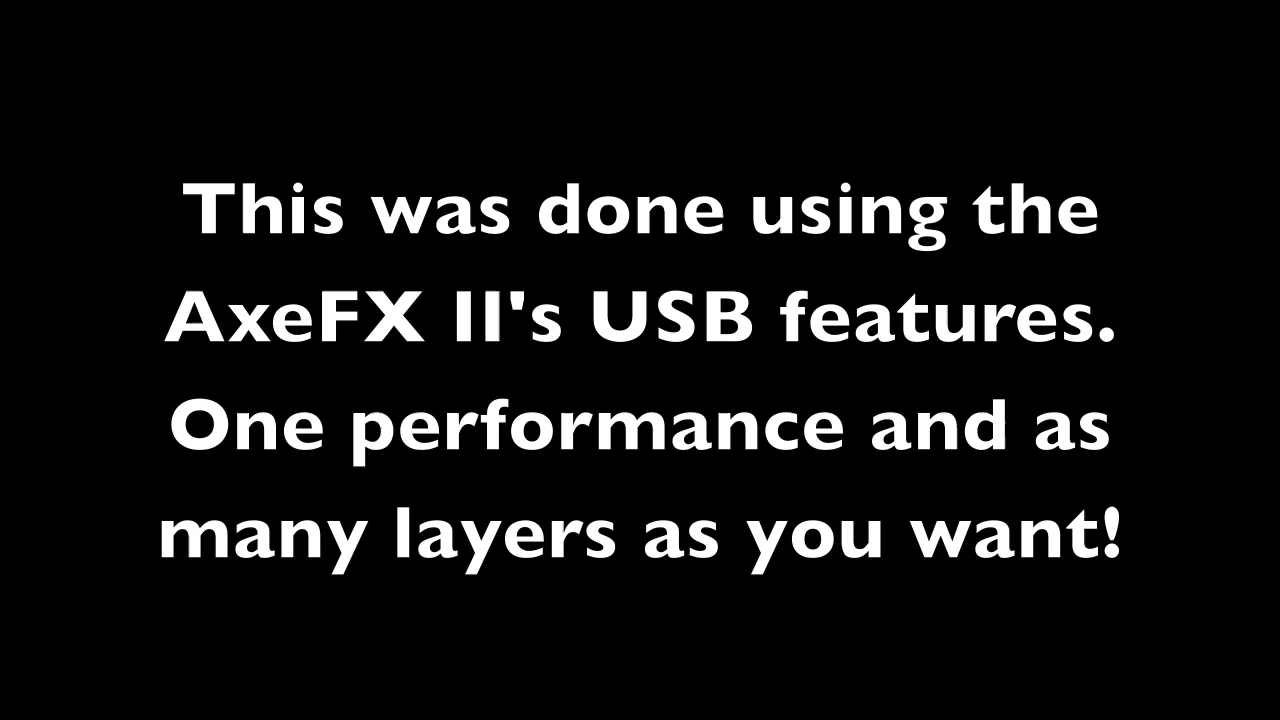 This was done using the
AxeFX II's USB features.
One performance and as
many layers as you want!